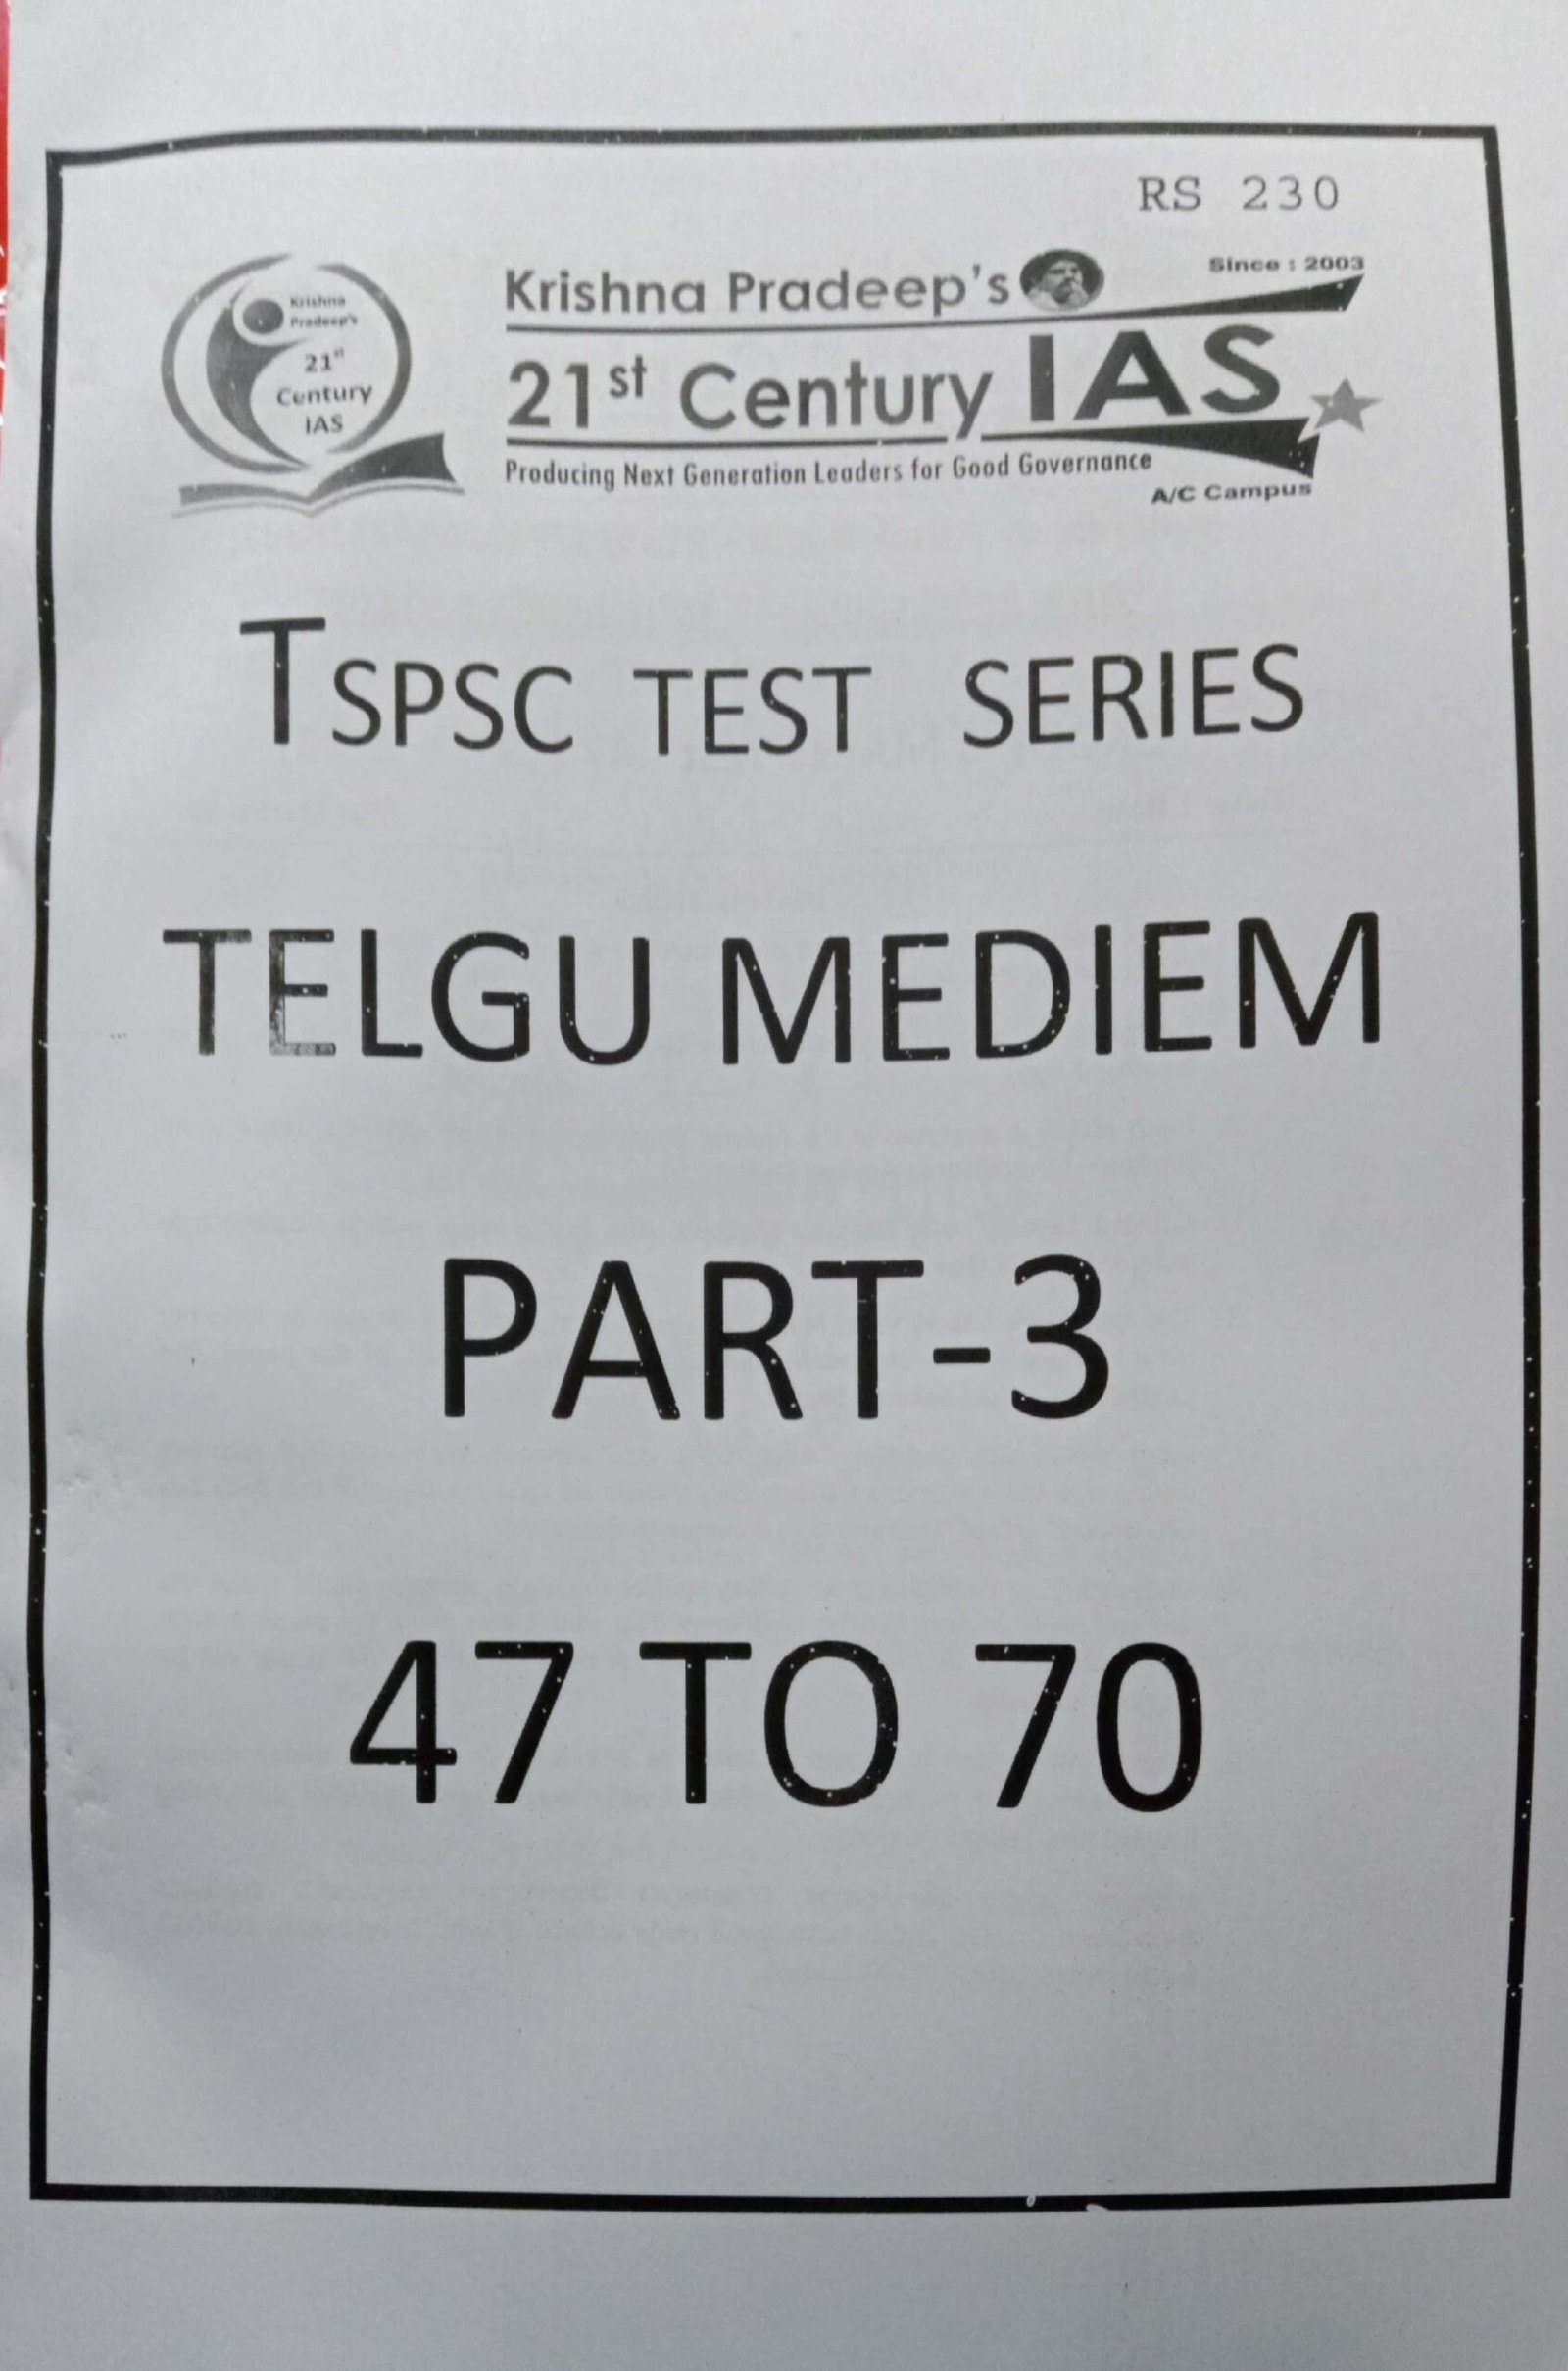 RS 230
Krishna
Pradeep's
21st
Century
IAS
Krishna Pradeep's
Since : 2003
21st Century IAS
Producing Next Generation Leaders for Good Governance
A/C Campus
TSPSC TEST SERIES
TELGU MEDIEM
PART-3
47 TO 70